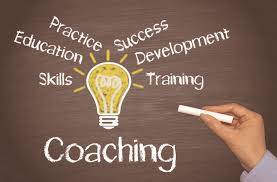 Practice
Success
Education
Development
Skills
Training
Coaching